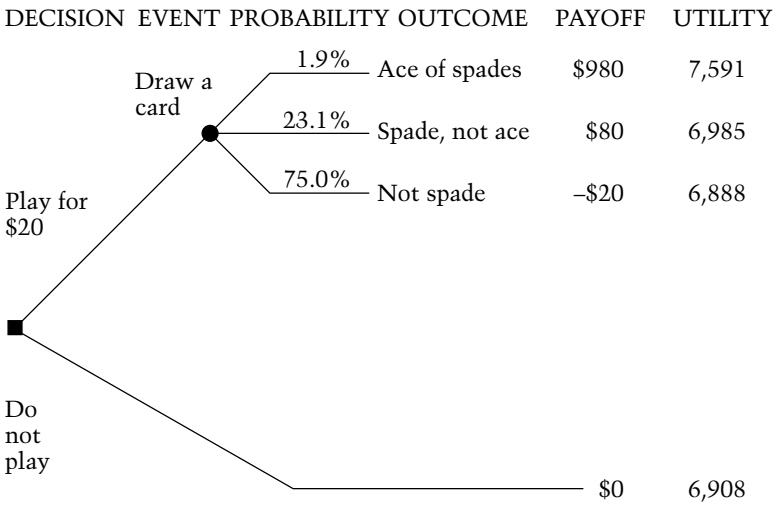 DECISION EVENT PROBABILITY OUTCOME PAYOFF UTILITY
Draw a
card
1.9% Ace of spades $980 7,591
23.1% Spade, not ace $80 6,985
75.0% Not spade –$20 6,888
Play for
$20
Do
not
play
$0 6,908